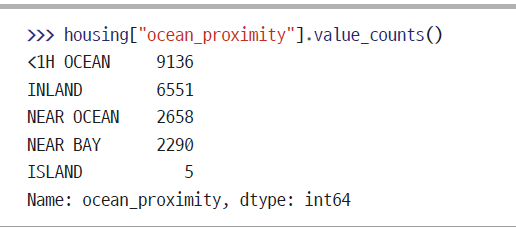 >>> housing["ocean_proximity"].value_counts()
<1H OCEAN     9136
INLAND        6551
NEAR OCEAN    2658
NEAR BAY      2290
ISLAND           5
Name: ocean_proximity, dtype: int64